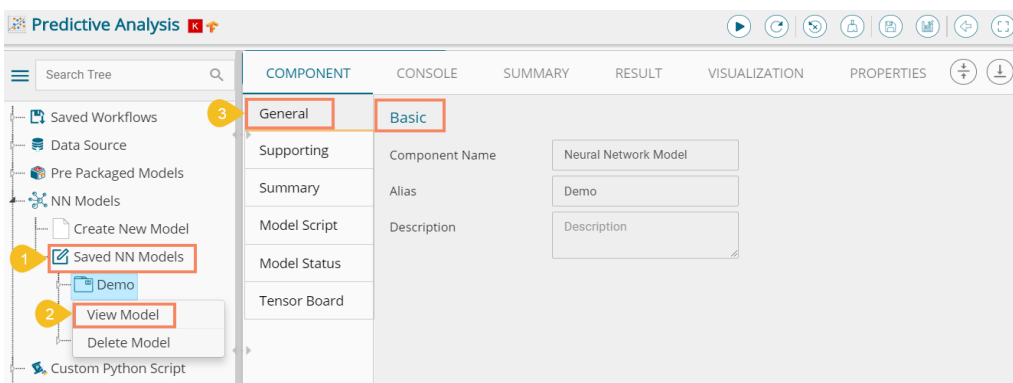 Predictive Analysis K
Search Tree
COMPONENT CONSOLE SUMMARY RESULT VISUALIZATION PROPERTIES
Saved Workflows
Data Source
Pre Packaged Models
NN Models
Create New Model
1 Saved NN Models
Demo
2 View Model
Delete Model
Custom Python Script
3 General
Supporting
Summary
Model Script
Model Status
Tensor Board
Basic
Component Name Neural Network Model
Alias Demo
Description Description